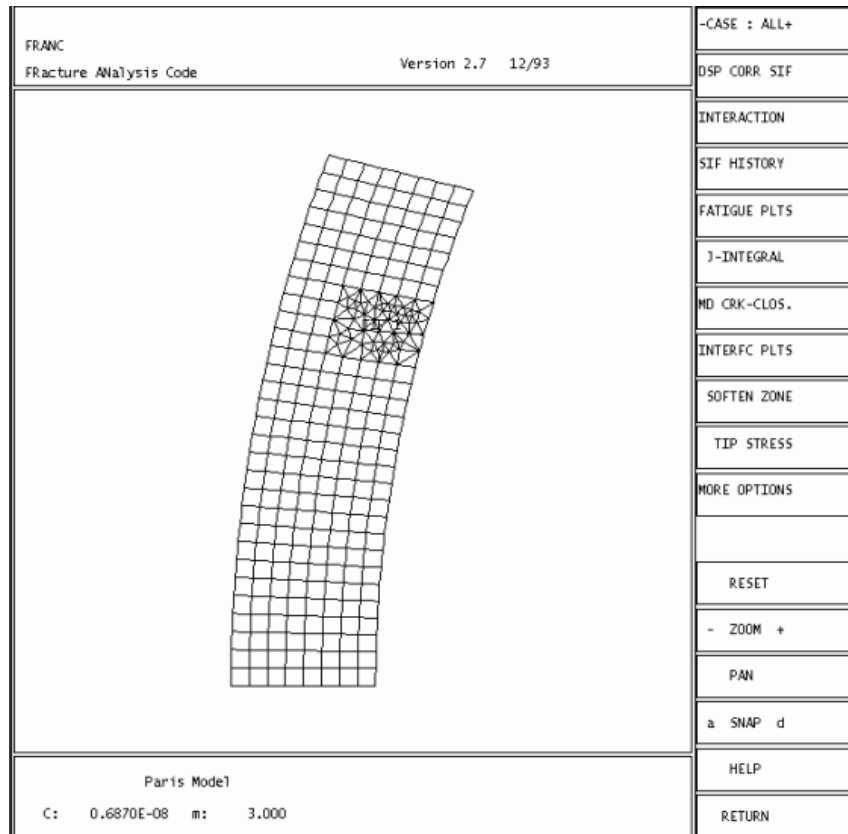 FRANC
FRacture ANalysis Code
Version 2.7 12/93
-CASE : ALL+
DSP CORR SIF
INTERACTION
SIF HISTORY
FATIGUE PLTS
J-INTEGRAL
MD CRK-CLOS.
INTERFC PLTS
SOFTEN ZONE
TIP STRESS
MORE OPTIONS
RESET
- ZOOM +
PAN
a SNAP d
HELP
RETURN
Paris Model
C: 0.6870E-08 m: 3.000